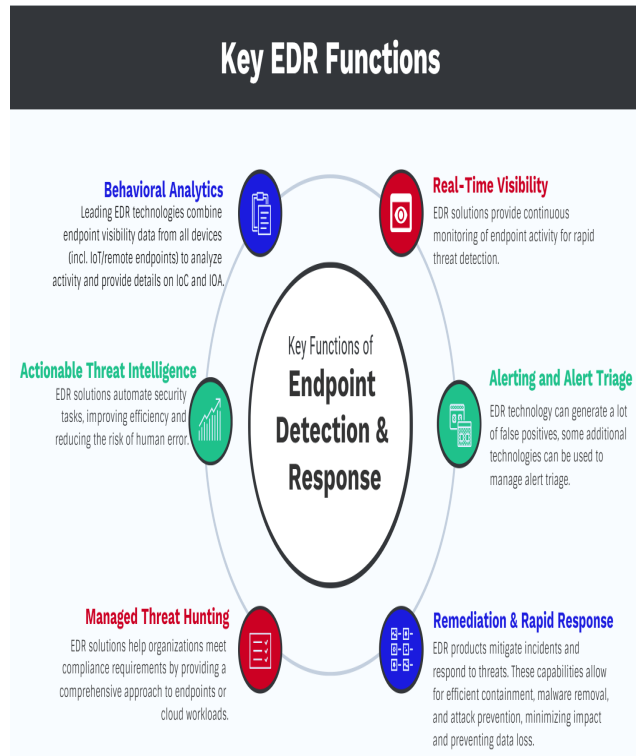 Key EDR Functions
Behavioral Analytics
Leading EDR technologies combine
endpoint visibility data from all devices
(incl. IoT/remote endpoints) to analyze
activity and provide details on IoC and IOA.
Real-Time Visibility
EDR solutions provide continuous
monitoring of endpoint activity for rapid
threat detection.
Key Functions of
Endpoint
Detection &
Response
Actionable Threat Intelligence
EDR solutions automate security
tasks, improving efficiency and
reducing the risk of human error.
Alerting and Alert Triage
EDR technology can generate a lot
of false positives, some additional
technologies can be used to
manage alert triage.
Managed Threat Hunting
EDR solutions help organizations meet
compliance requirements by providing a
comprehensive approach to endpoints or
cloud workloads.
Remediation & Rapid Response
EDR products mitigate incidents and
respond to threats. These capabilities allow
for efficient containment, malware removal,
and attack prevention, minimizing impact
and preventing data loss.